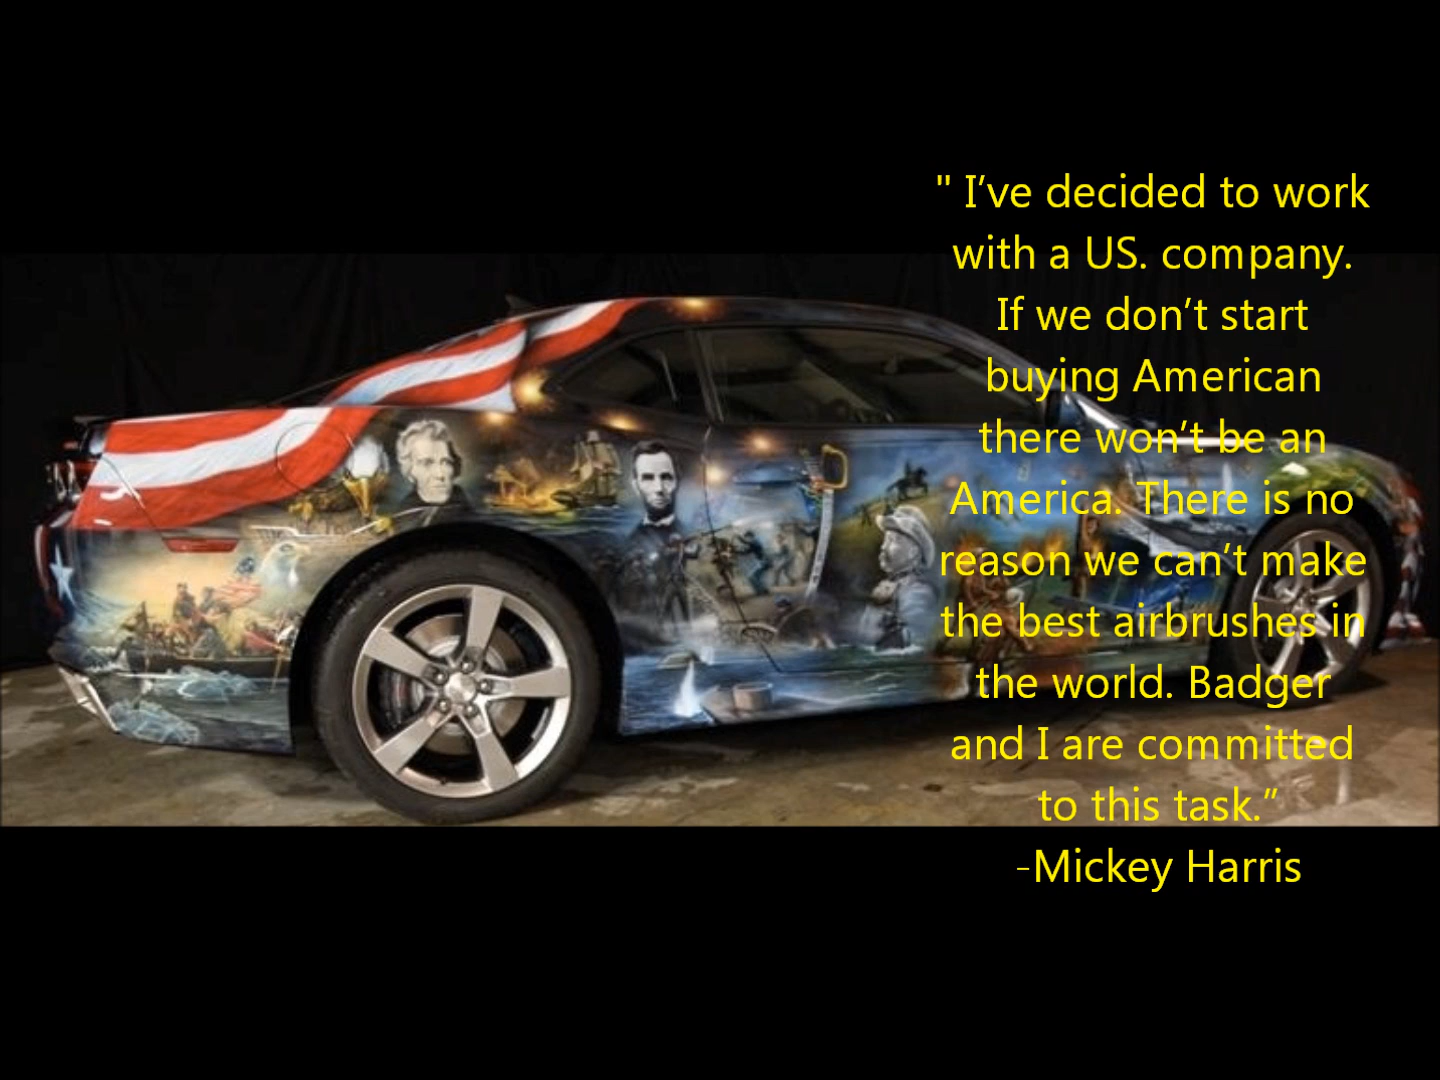 " I’ve decided to work
with a US. company.
If we don’t start
buying American
there won’t be an
America. There is no
reason we can’t make
the best airbrushes in
the world. Badger
and I are committed
to this task.”
-Mickey Harris